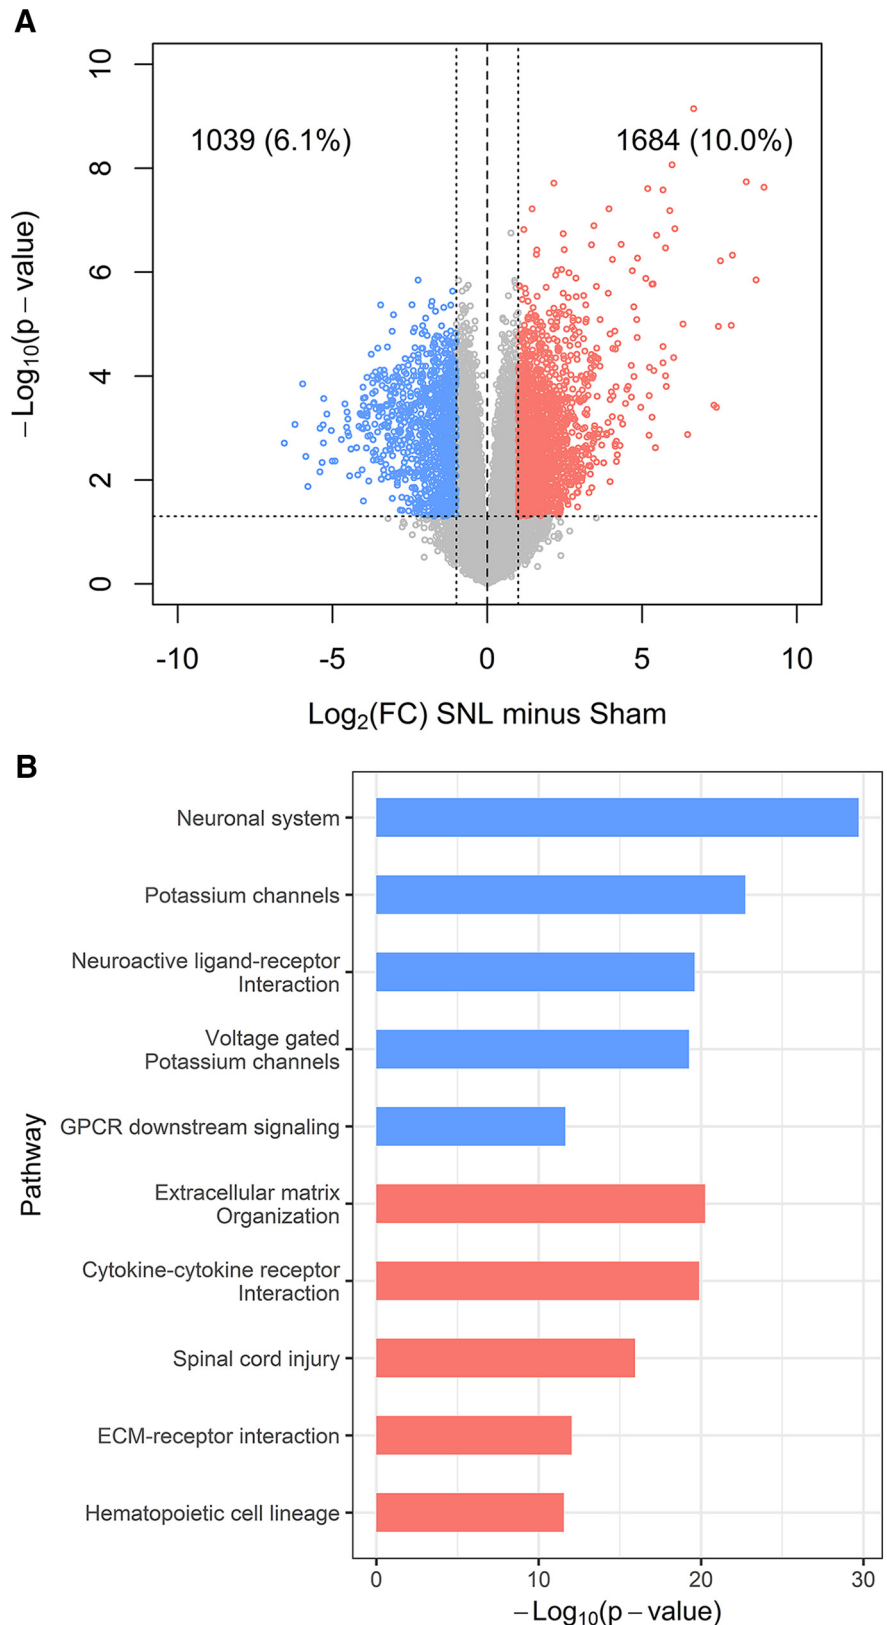 A
10
8
6
4
2
0
−Log10(p − value)
1039 (6.1%)
1684 (10.0%)
-10
-5
0
5
10
Log2(FC) SNL minus Sham
B
Pathway
Neuronal system
Potassium channels
Neuroactive ligand-receptor
Interaction
Voltage gated
Potassium channels
GPCR downstream signaling
Extracellular matrix
Organization
Cytokine-cytokine receptor
Interaction
Spinal cord injury
ECM-receptor interaction
Hematopoietic cell lineage
0
10
20
30
−Log10(p − value)